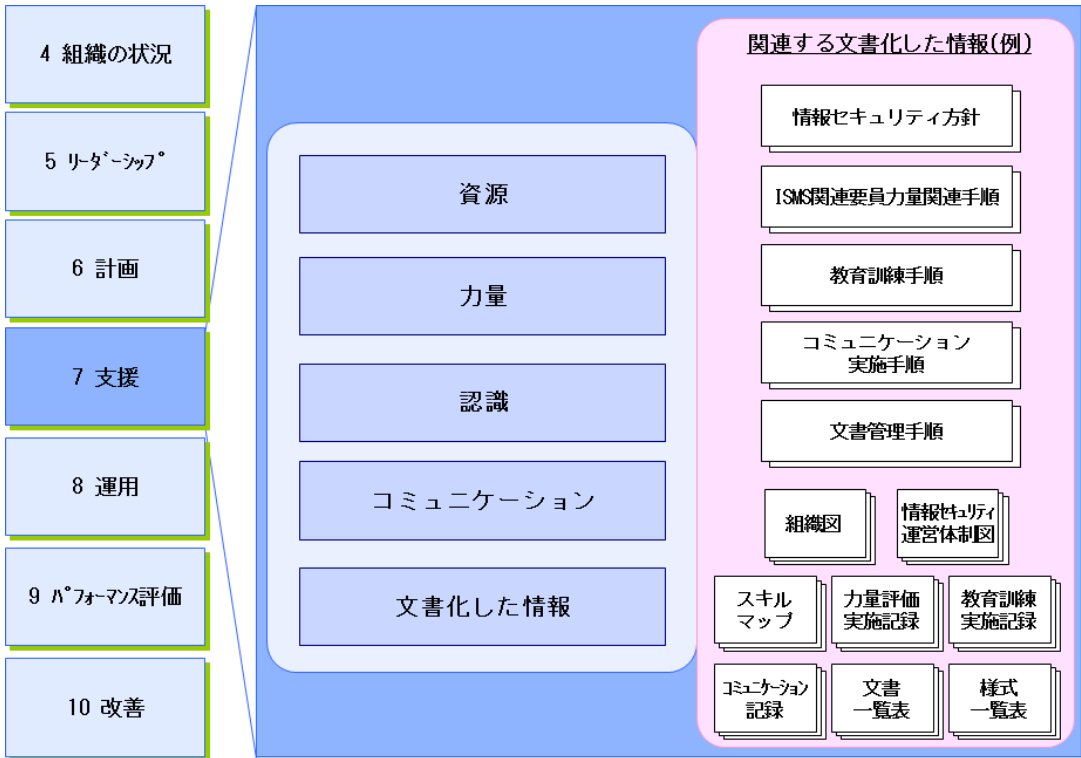 4 組織の状況
5 リーダーシップ
6 計画
7 支援
8 運用
9 パフォーマンス評価
10 改善
資源
力量
認識
コミュニケーション
文書化した情報
関連する文書化した情報(例)
情報セキュリティ方針
ISMS関連要員力量関連手順
教育訓練手順
コミュニケーション
実施手順
文書管理手順
組織図
情報セキュリティ
運営体制図
スキル
マップ
力量評価
実施記録
教育訓練
実施記録
コミュニケーション
記録
文書
一覧表
様式
一覧表